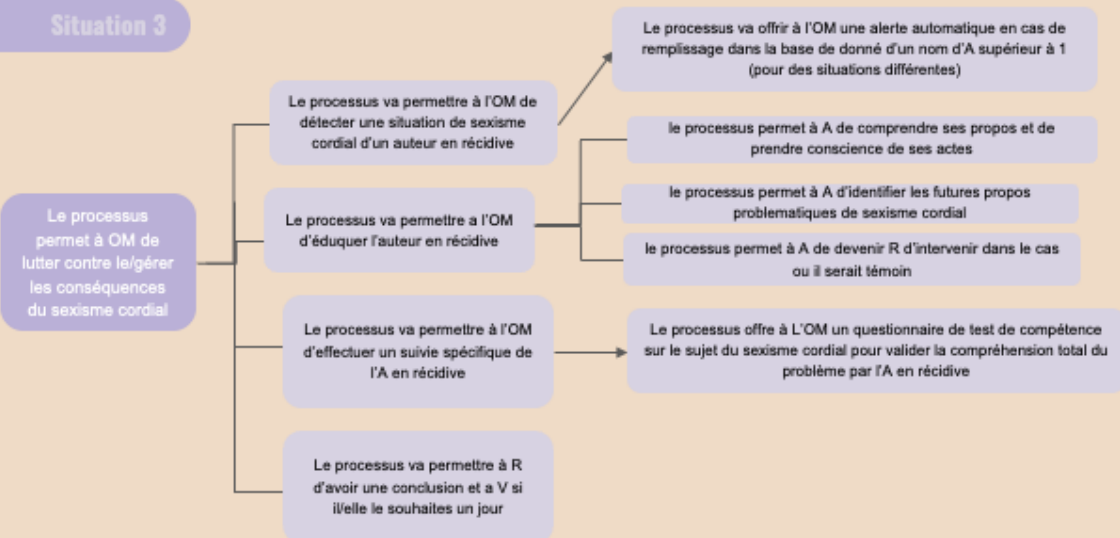 Situation 3
Le processus va offrir à l'OM une alerte automatique en cas de
remplissage dans la base de donné d'un nom d'A supérieur à 1
(pour des situations différentes)
Le processus va permettre à l'OM de
détecter une situation de sexisme
cordial d'un auteur en récidive
le processus permet à A de comprendre ses propos et de
prendre conscience de ses actes
Le processus
permet à OM de
lutter contre le/gérer
les conséquences
du sexisme cordial
Le processus va permettre a l'OM
d'éduquer l'auteur en récidive
le processus permet à A d'identifier les futures propos
problematiques de sexisme cordial
le processus permet à A de devenir R d'intervenir dans le cas
ou il serait témoin
Le processus va permettre à l'OM
d'effectuer un suivie spécifique de
l'A en récidive
Le processus offre à L'OM un questionnaire de test de compétence
sur le sujet du sexisme cordial pour valider la compréhension total du
problème par l'A en récidive
Le processus va permettre à R
d'avoir une conclusion et a V si
il/elle le souhaites un jour